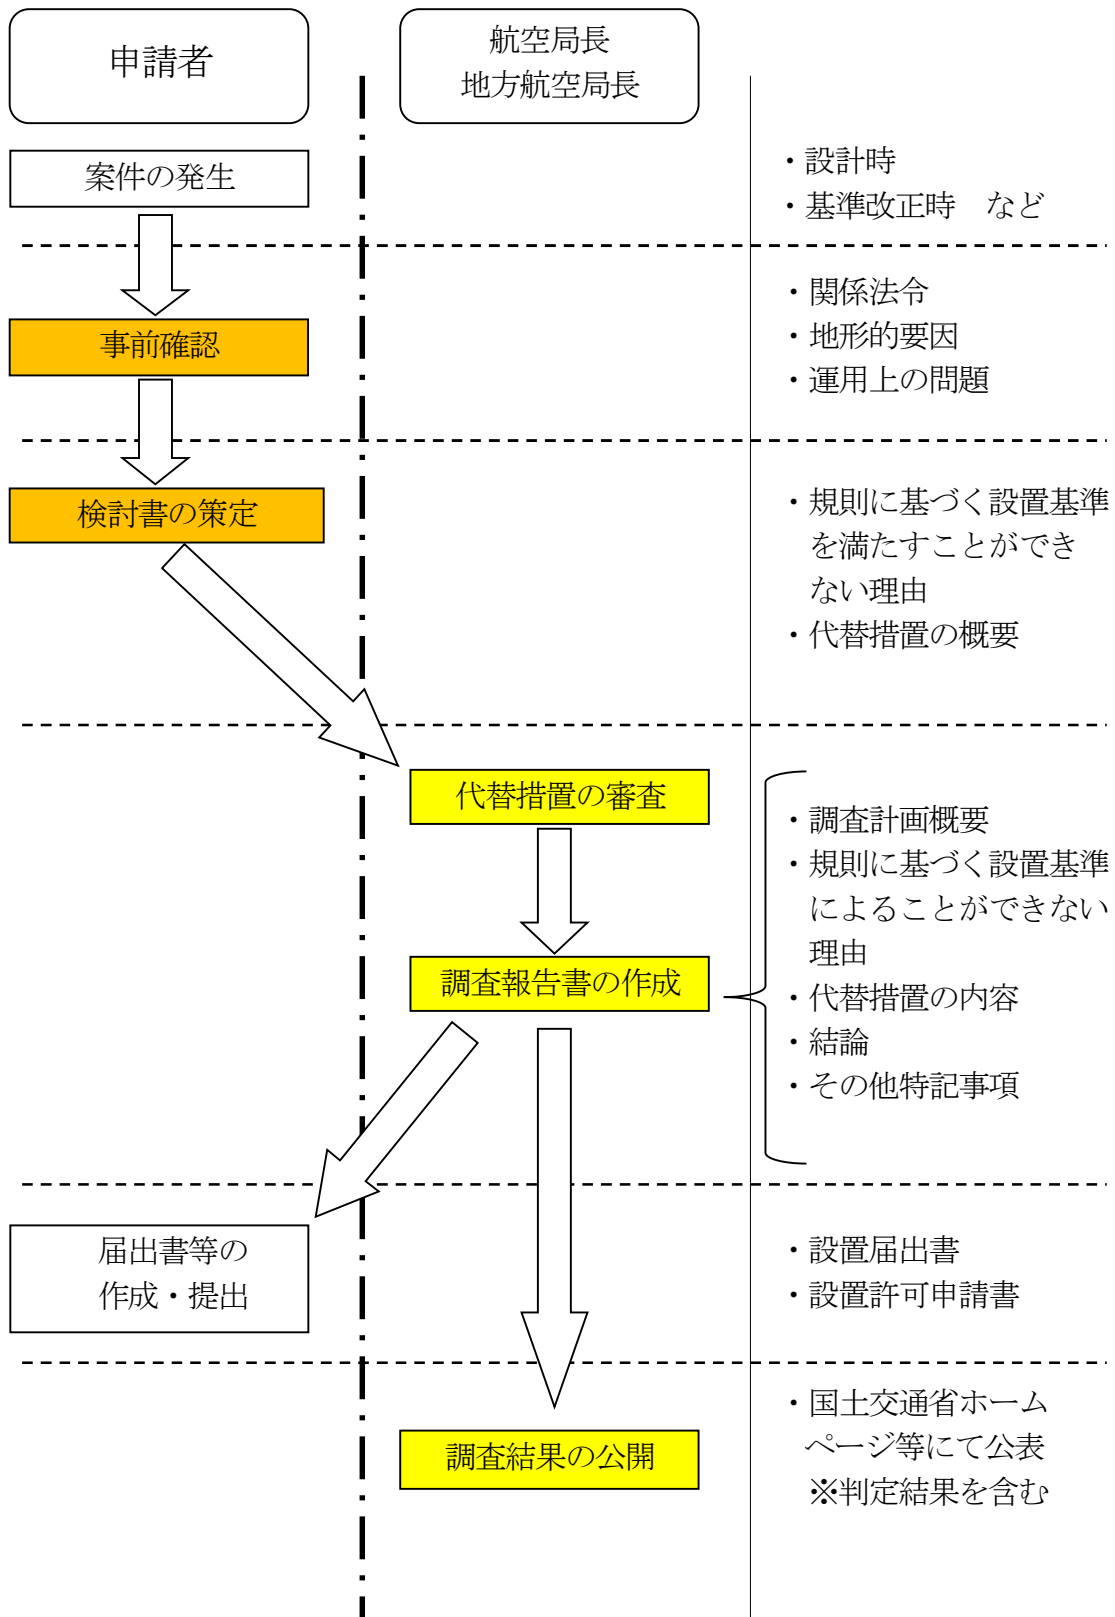 申請者
航空局長
地方航空局長
案件の発生
・設計時
・基準改正時　など
事前確認
・関係法令
・地形的要因
・運用上の問題
検討書の策定
・規則に基づく設置基準
を満たすことができ
ない理由
・代替措置の概要
代替措置の審査
調査報告書の作成
・調査計画概要
・規則に基づく設置基準
によることができない
理由
・代替措置の内容
・結論
・その他特記事項
届出書等の
作成・提出
・設置届出書
・設置許可申請書
調査結果の公開
・国土交通省ホーム
ページ等にて公表
※判定結果を含む